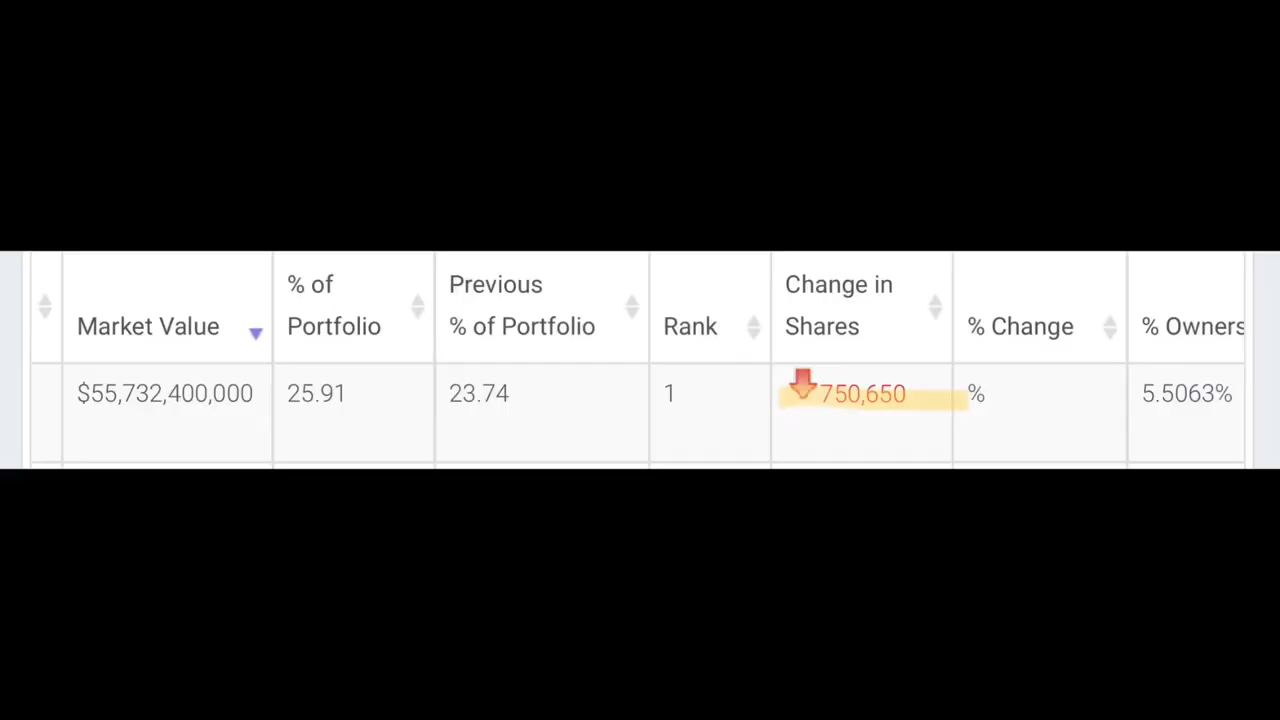 Market Value
% of
Portfolio
Previous
% of Portfolio
Rank
Change in
Shares
% Change
% Owners
$55,732,400,000 25.91 23.74 1 750,650 % 5.5063%